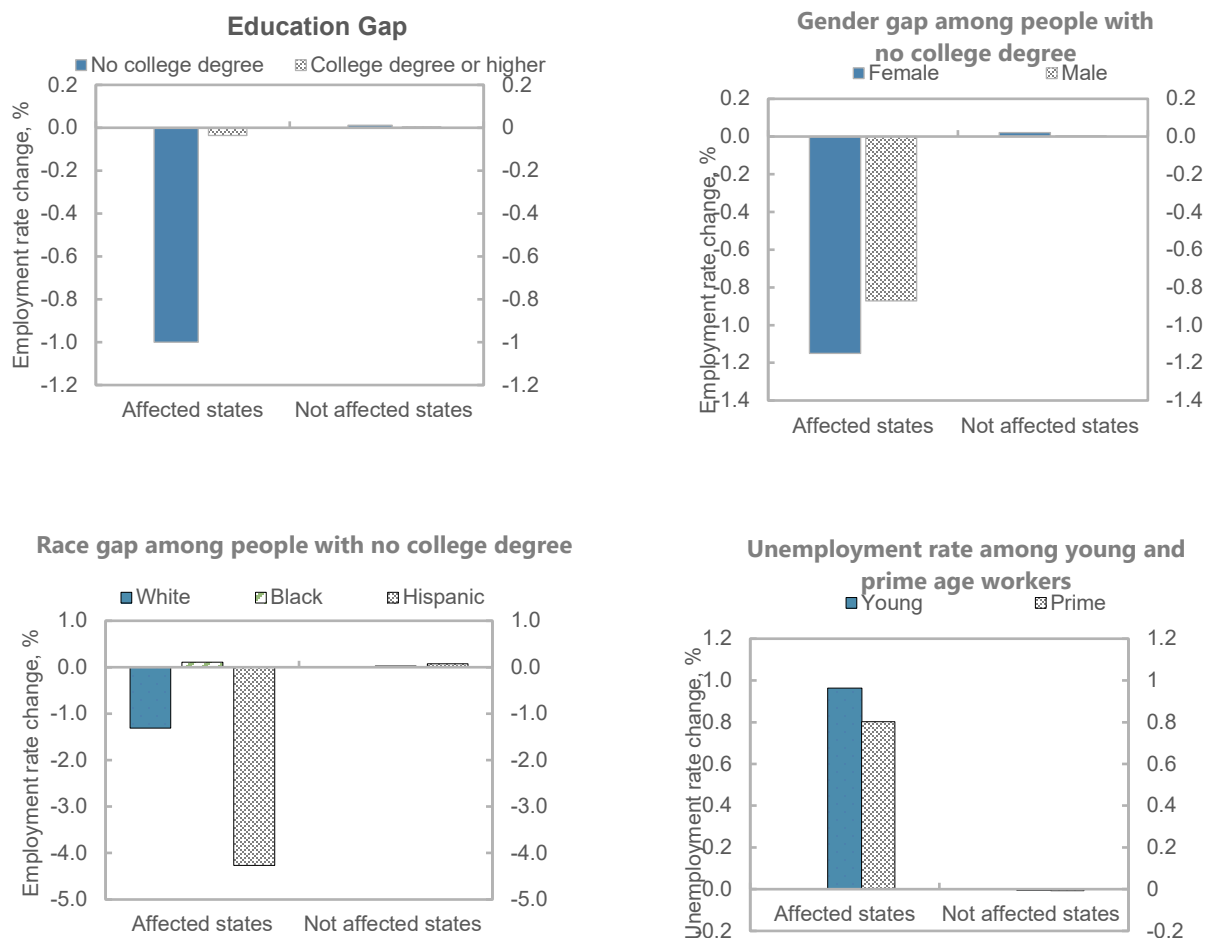 Education Gap
No college degree College degree or higher
0.2 0.2
0.0 0
-0.2 -0.2
-0.4 -0.4
-0.6 -0.6
-0.8 -0.8
-1.0 -1
-1.2 -1.2
Employment rate change, %
Affected states Not affected states
Gender gap among people with
no college degree
Female Male
0.2 0.2
0.0 0.0
-0.2 -0.2
-0.4 -0.4
-0.6 -0.6
-0.8 -0.8
-1.0 -1.0
-1.2 -1.2
-1.4 -1.4
Employment rate change, %
Affected states Not affected states
Race gap among people with no college degree
White Black Hispanic
1.0 1.0
0.0 0.0
-1.0 -1.0
-2.0 -2.0
-3.0 -3.0
-4.0 -4.0
-5.0 -5.0
Employment rate change, %
Affected states Not affected states
Unemployment rate among young and
prime age workers
Young Prime
1.2 1.2
1.0 1
0.8 0.8
0.6 0.6
0.4 0.4
0.2 0.2
0.0 0
-0.2 -0.2
Unemployment rate change, %
Affected states Not affected states